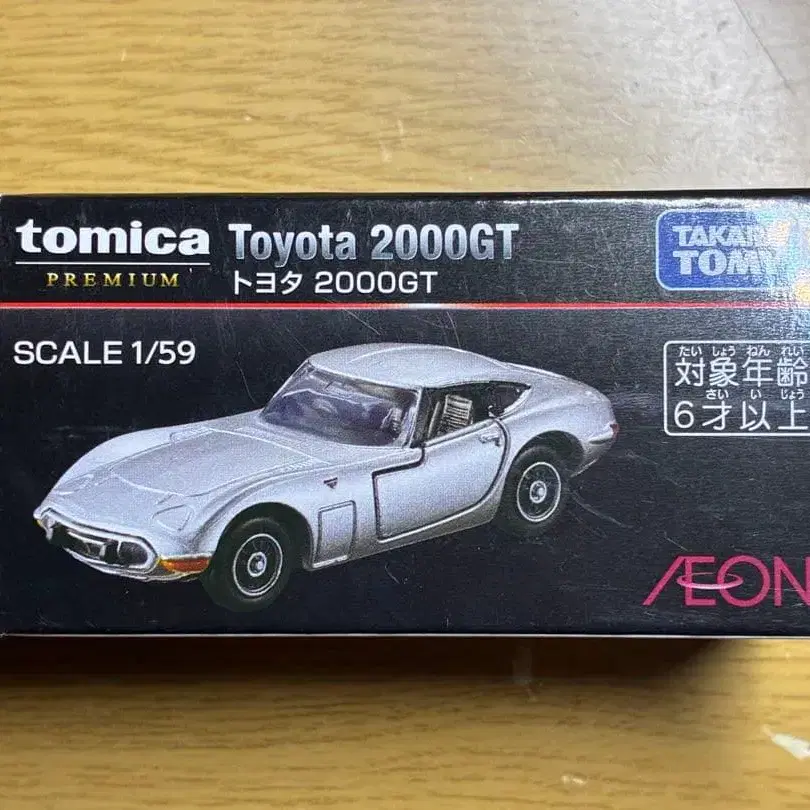 tomica
PREMIUM
Toyota 2000GT
トヨタ 2000GT
TAKARA
TOMY
SCALE 1/59
たいしょうねんれい
対象年齢
さいいじょう
6才以上
ÆON